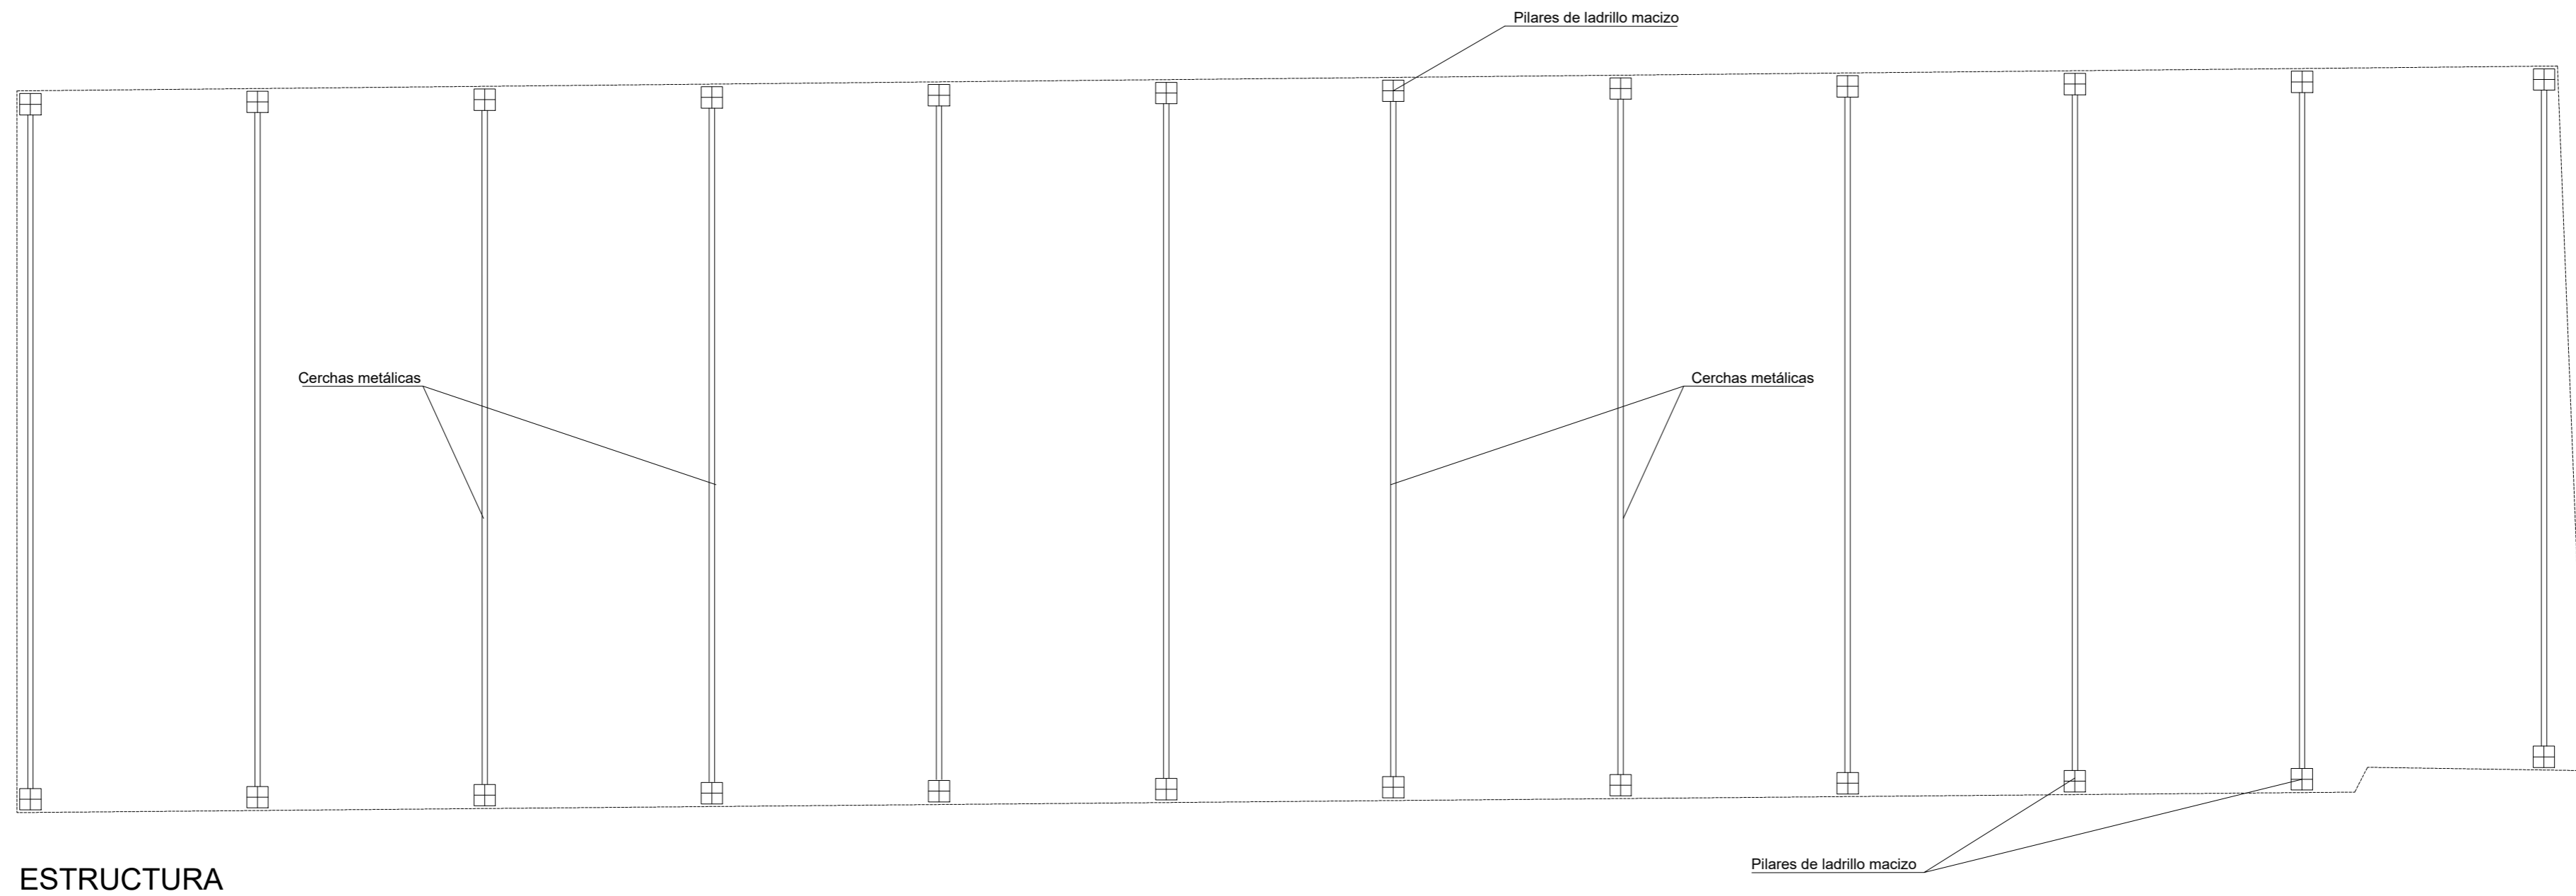 Pilares de ladrillo macizo
Cerchas metálicas
Cerchas metálicas
Pilares de ladrillo macizo
ESTRUCTURA